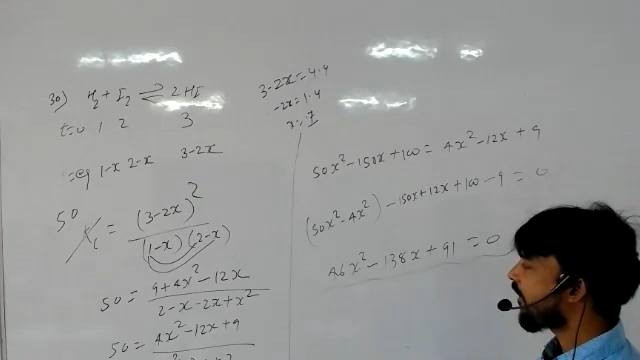 30) H2 + I2 ⇌ 2HI
t=0 1 2 3
=eq 1-x 2-x 3-2x
50 Kc = (3-2x)^2 / (1-x)(2-x)
50 = 9+4x^2-12x / 2-x-2x+x^2
50 = 4x^2-12x+9
3-2x=4.4
-2x=1.4
x=.7
50x^2-150x+100 = 4x^2-12x+9
(50x^2-4x^2) -150x+12x+100-9 = 0
46x^2-138x+91 = 0